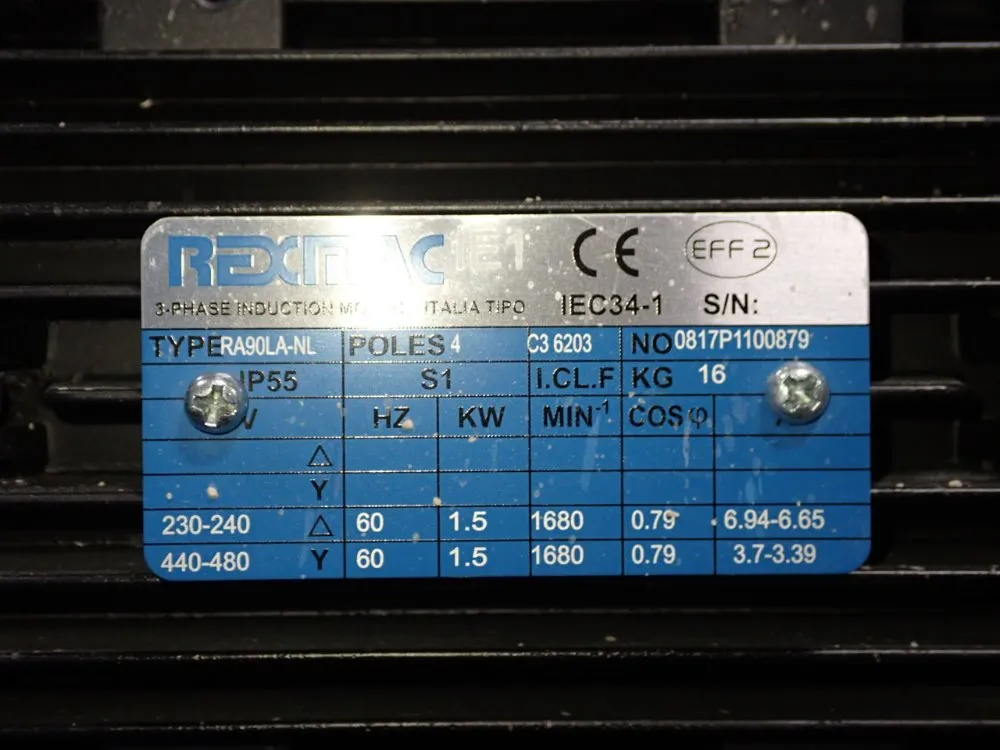 REXMAC IE1 CE EFF 2
3-PHASE INDUCTION ITALIA TIPO IEC34-1 S/N:
TYPE RA90LA-NL POLES 4 C3 6203 NO 0817P1100879
IP55 S1 I.CL.F KG 16
V HZ KW MIN-1 COSφ
△
Y
230-240 △ 60 1.5 1680 0.79 6.94-6.65
440-480 Y 60 1.5 1680 0.79 3.7-3.39